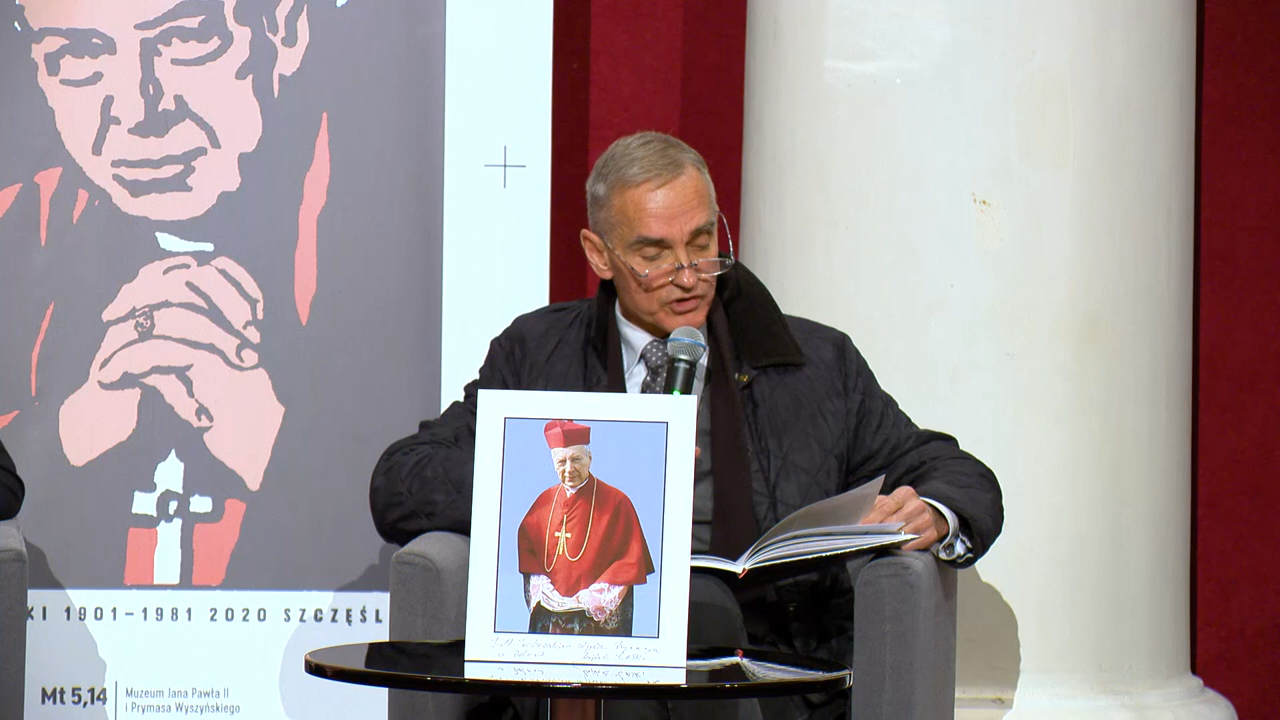 KI 1901–1981 2020 SZCZĘŚL
Mt 5,14
Muzeum Jana Pawła II
i Prymasa Wyszyńskiego